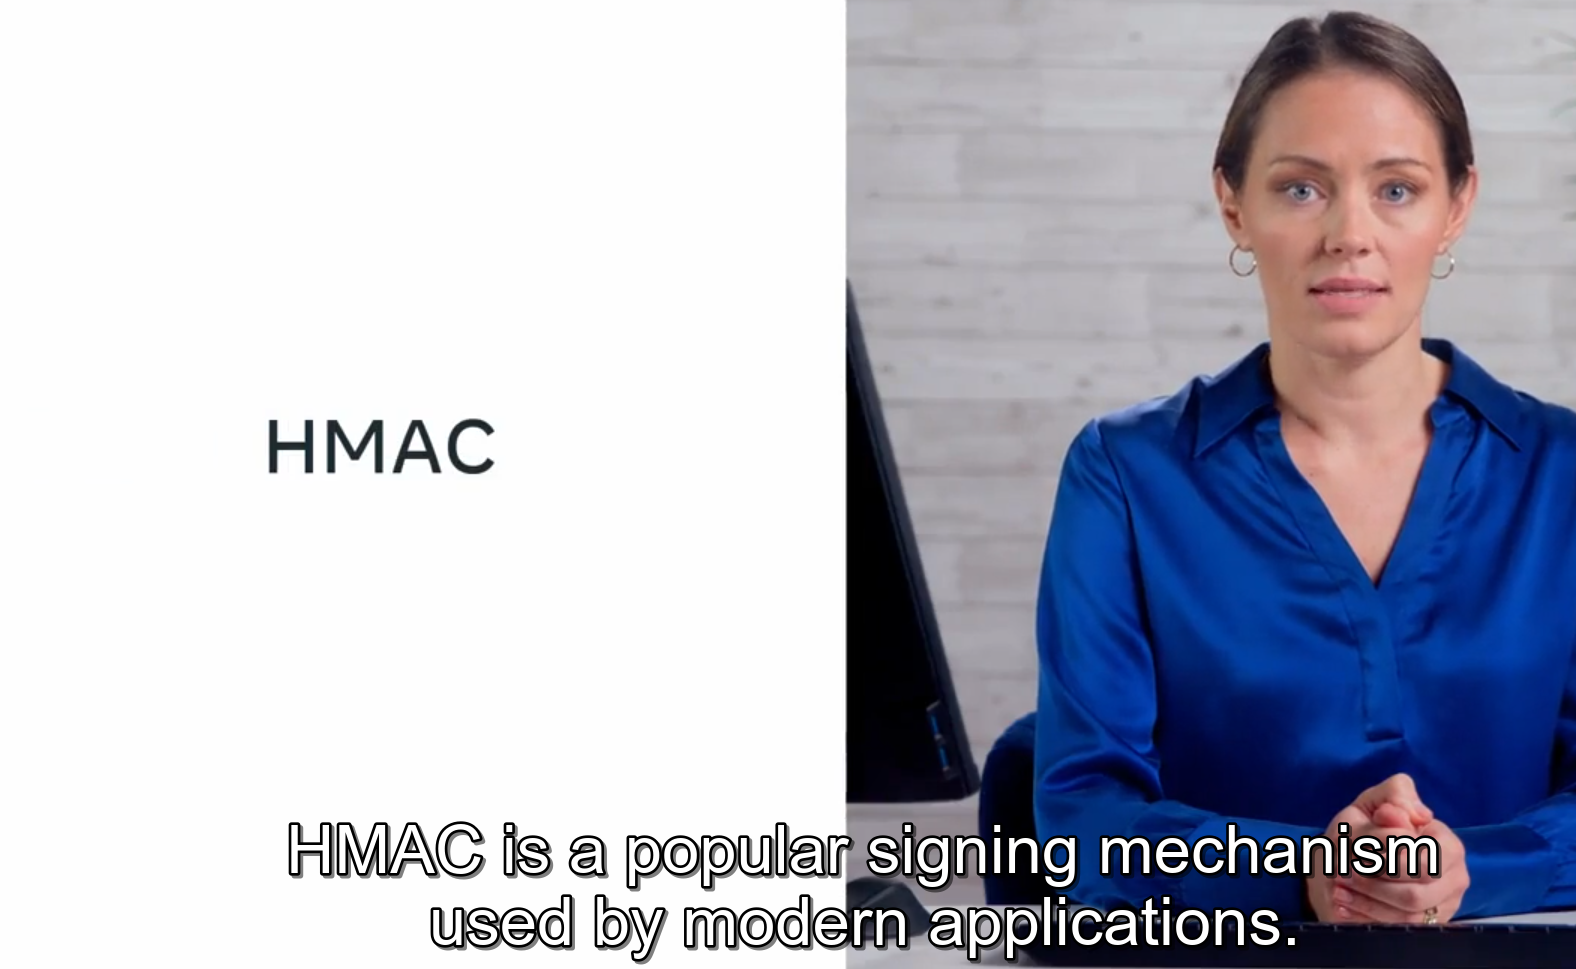 HMAC
HMAC is a popular signing mechanism
used by modern applications.